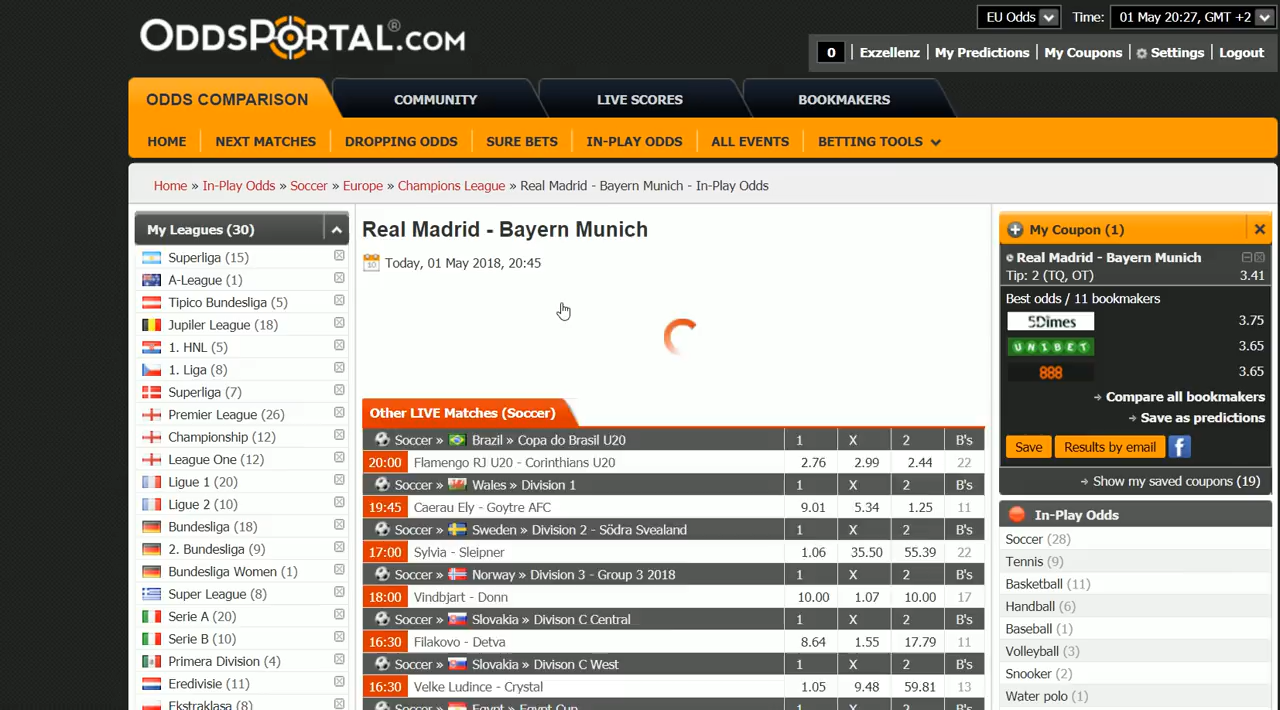 ODDSPORTAL®.COM
EU Odds
Time: 01 May 20:27, GMT +2
0 Exzellenz My Predictions My Coupons Settings Logout
ODDS COMPARISON COMMUNITY LIVE SCORES BOOKMAKERS
HOME NEXT MATCHES DROPPING ODDS SURE BETS IN-PLAY ODDS ALL EVENTS BETTING TOOLS
Home » In-Play Odds » Soccer » Europe » Champions League » Real Madrid - Bayern Munich - In-Play Odds
My Leagues (30)
Superliga (15)
A-League (1)
Tipico Bundesliga (5)
Jupiler League (18)
1. HNL (5)
1. Liga (8)
Superliga (7)
Premier League (26)
Championship (12)
League One (12)
Ligue 1 (20)
Ligue 2 (10)
Bundesliga (18)
2. Bundesliga (9)
Bundesliga Women (1)
Super League (8)
Serie A (20)
Serie B (10)
Primera Division (4)
Eredivisie (11)
Ekstraklasa (8)
Real Madrid - Bayern Munich
10 Today, 01 May 2018, 20:45
Other LIVE Matches (Soccer)
Soccer » Brazil » Copa do Brasil U20 1 X 2 B's
20:00 Flamengo RJ U20 - Corinthians U20 2.76 2.99 2.44 22
Soccer » Wales » Division 1 1 X 2 B's
19:45 Caerau Ely - Goytre AFC 9.01 5.34 1.25 11
Soccer » Sweden » Division 2 - Södra Svealand 1 X 2 B's
17:00 Sylvia - Sleipner 1.06 35.50 55.39 22
Soccer » Norway » Division 3 - Group 3 2018 1 X 2 B's
18:00 Vindbjart - Donn 10.00 1.07 10.00 17
Soccer » Slovakia » Divison C Central 1 X 2 B's
16:30 Filakovo - Detva 8.64 1.55 17.79 11
Soccer » Slovakia » Divison C West 1 X 2 B's
16:30 Velke Ludince - Crystal 1.05 9.48 59.81 13
Soccer » Egypt » Egypt Cup 1 X 2 B's
My Coupon (1)
Real Madrid - Bayern Munich
Tip: 2 (TQ, OT) 3.41
Best odds / 11 bookmakers
5Dimes 3.75
UNIBET 3.65
888 3.65
Compare all bookmakers
Save as predictions
Save Results by email f
Show my saved coupons (19)
In-Play Odds
Soccer (28)
Tennis (9)
Basketball (11)
Handball (6)
Baseball (1)
Volleyball (3)
Snooker (2)
Water polo (1)